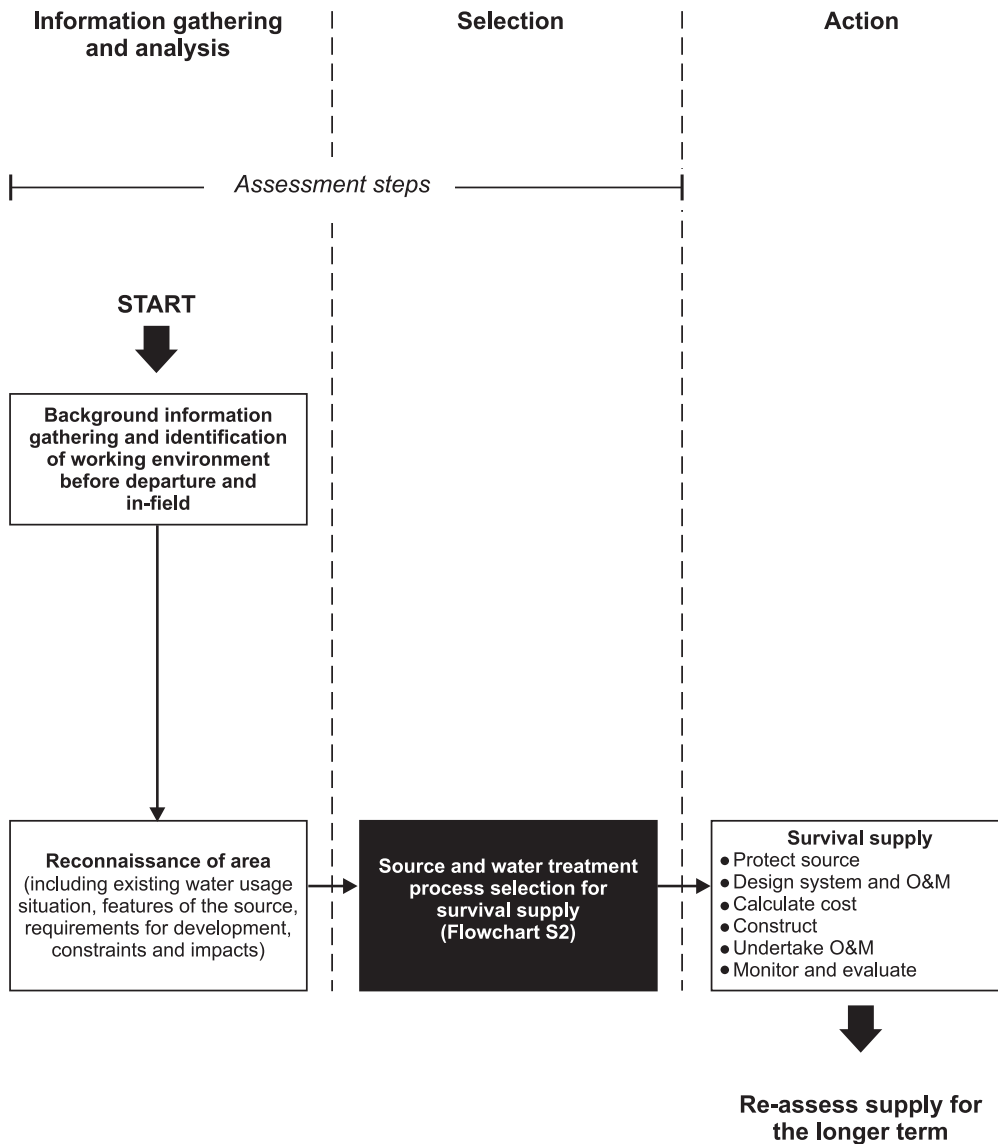 Information gathering
and analysis
Selection
Action
Assessment steps
START
Background information
gathering and identification
of working environment
before departure and
in-field
Reconnaissance of area
(including existing water usage
situation, features of the source,
requirements for development,
constraints and impacts)
Source and water treatment
process selection for
survival supply
(Flowchart S2)
Survival supply
● Protect source
● Design system and O&M
● Calculate cost
● Construct
● Undertake O&M
● Monitor and evaluate
Re-assess supply for
the longer term